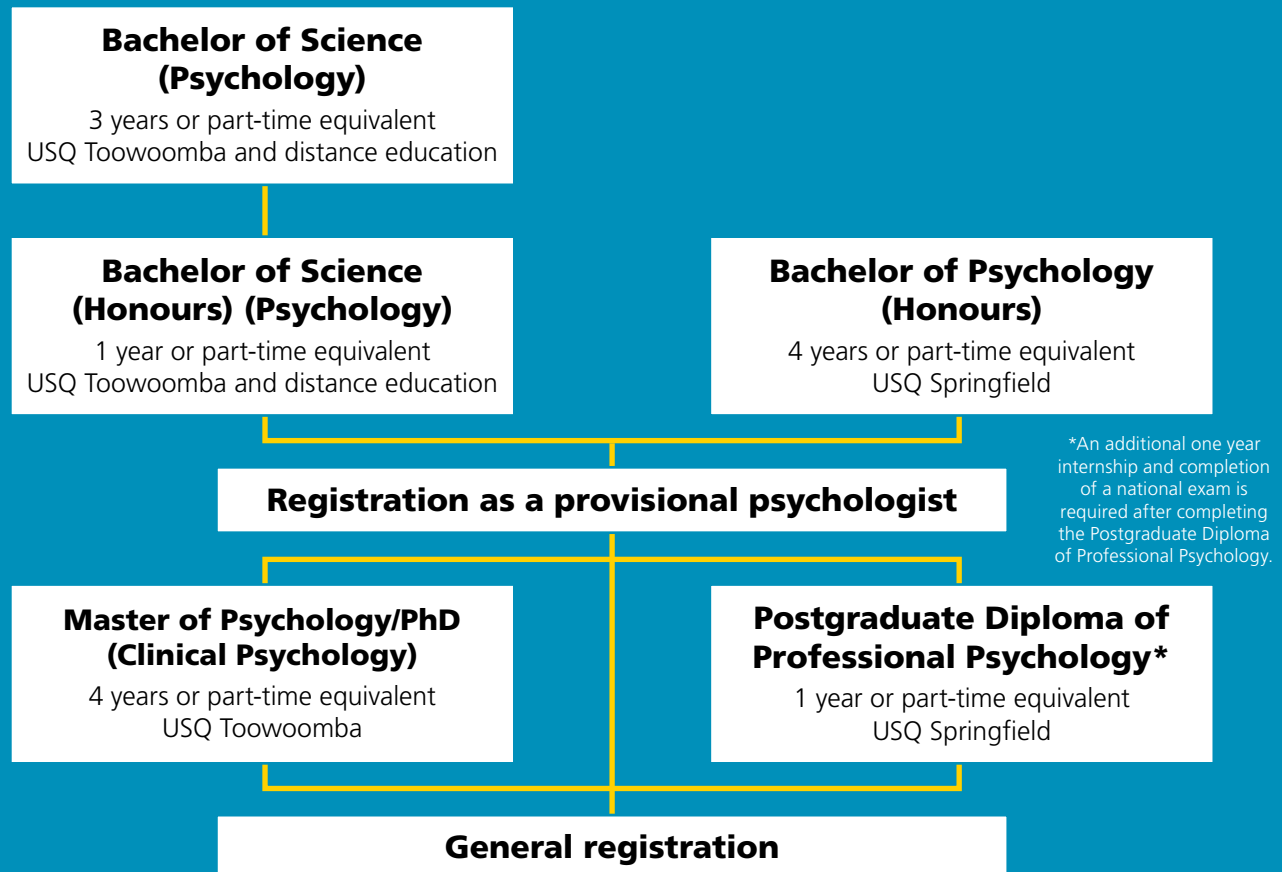 Bachelor of Science
(Psychology)
3 years or part-time equivalent
USQ Toowoomba and distance education
Bachelor of Science
(Honours) (Psychology)
1 year or part-time equivalent
USQ Toowoomba and distance education
Bachelor of Psychology
(Honours)
4 years or part-time equivalent
USQ Springfield
*An additional one year
internship and completion
of a national exam is
required after completing
the Postgraduate Diploma
of Professional Psychology.
Registration as a provisional psychologist
Master of Psychology/PhD
(Clinical Psychology)
4 years or part-time equivalent
USQ Toowoomba
Postgraduate Diploma of
Professional Psychology*
1 year or part-time equivalent
USQ Springfield
General registration